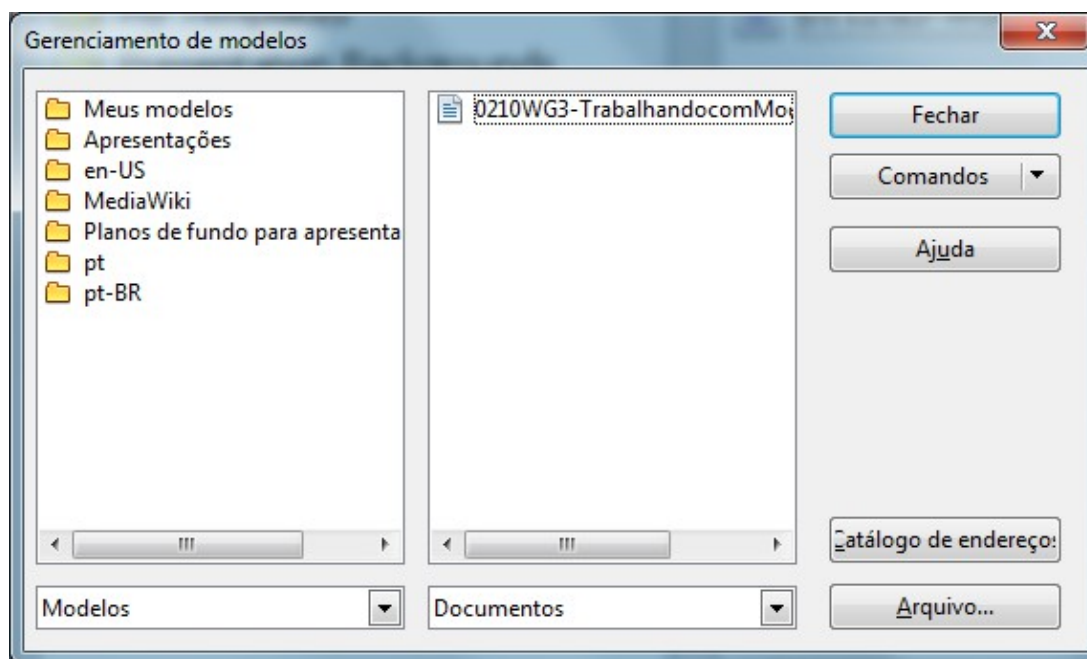 Gerenciamento de modelos
Meus modelos
Apresentações
en-US
MediaWiki
Planos de fundo para apresenta
pt
pt-BR
Modelos
0210WG3-TrabalhandocomMo
Documentos
Fechar
Comandos
Ajuda
Catálogo de endereços
Arquivo...